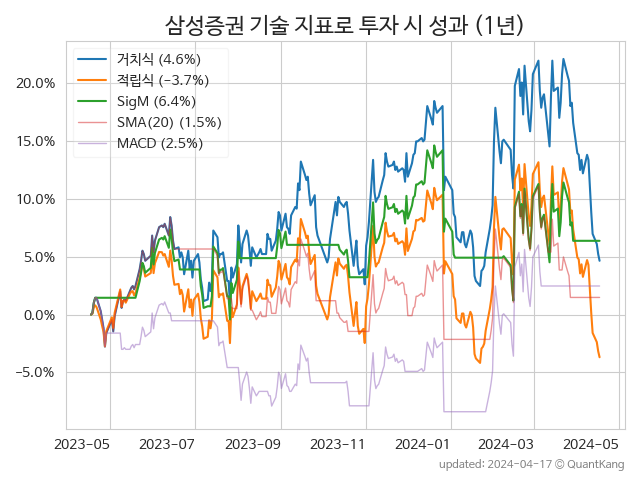 삼성증권 기술 지표로 투자 시 성과 (1년)
거치식 (4.6%)
적립식 (−3.7%)
SigM (6.4%)
SMA(20) (1.5%)
MACD (2.5%)
20.0%
15.0%
10.0%
5.0%
0.0%
−5.0%
2023-05 2023-07 2023-09 2023-11 2024-01 2024-03 2024-05
updated: 2024-04-17 © QuantKang